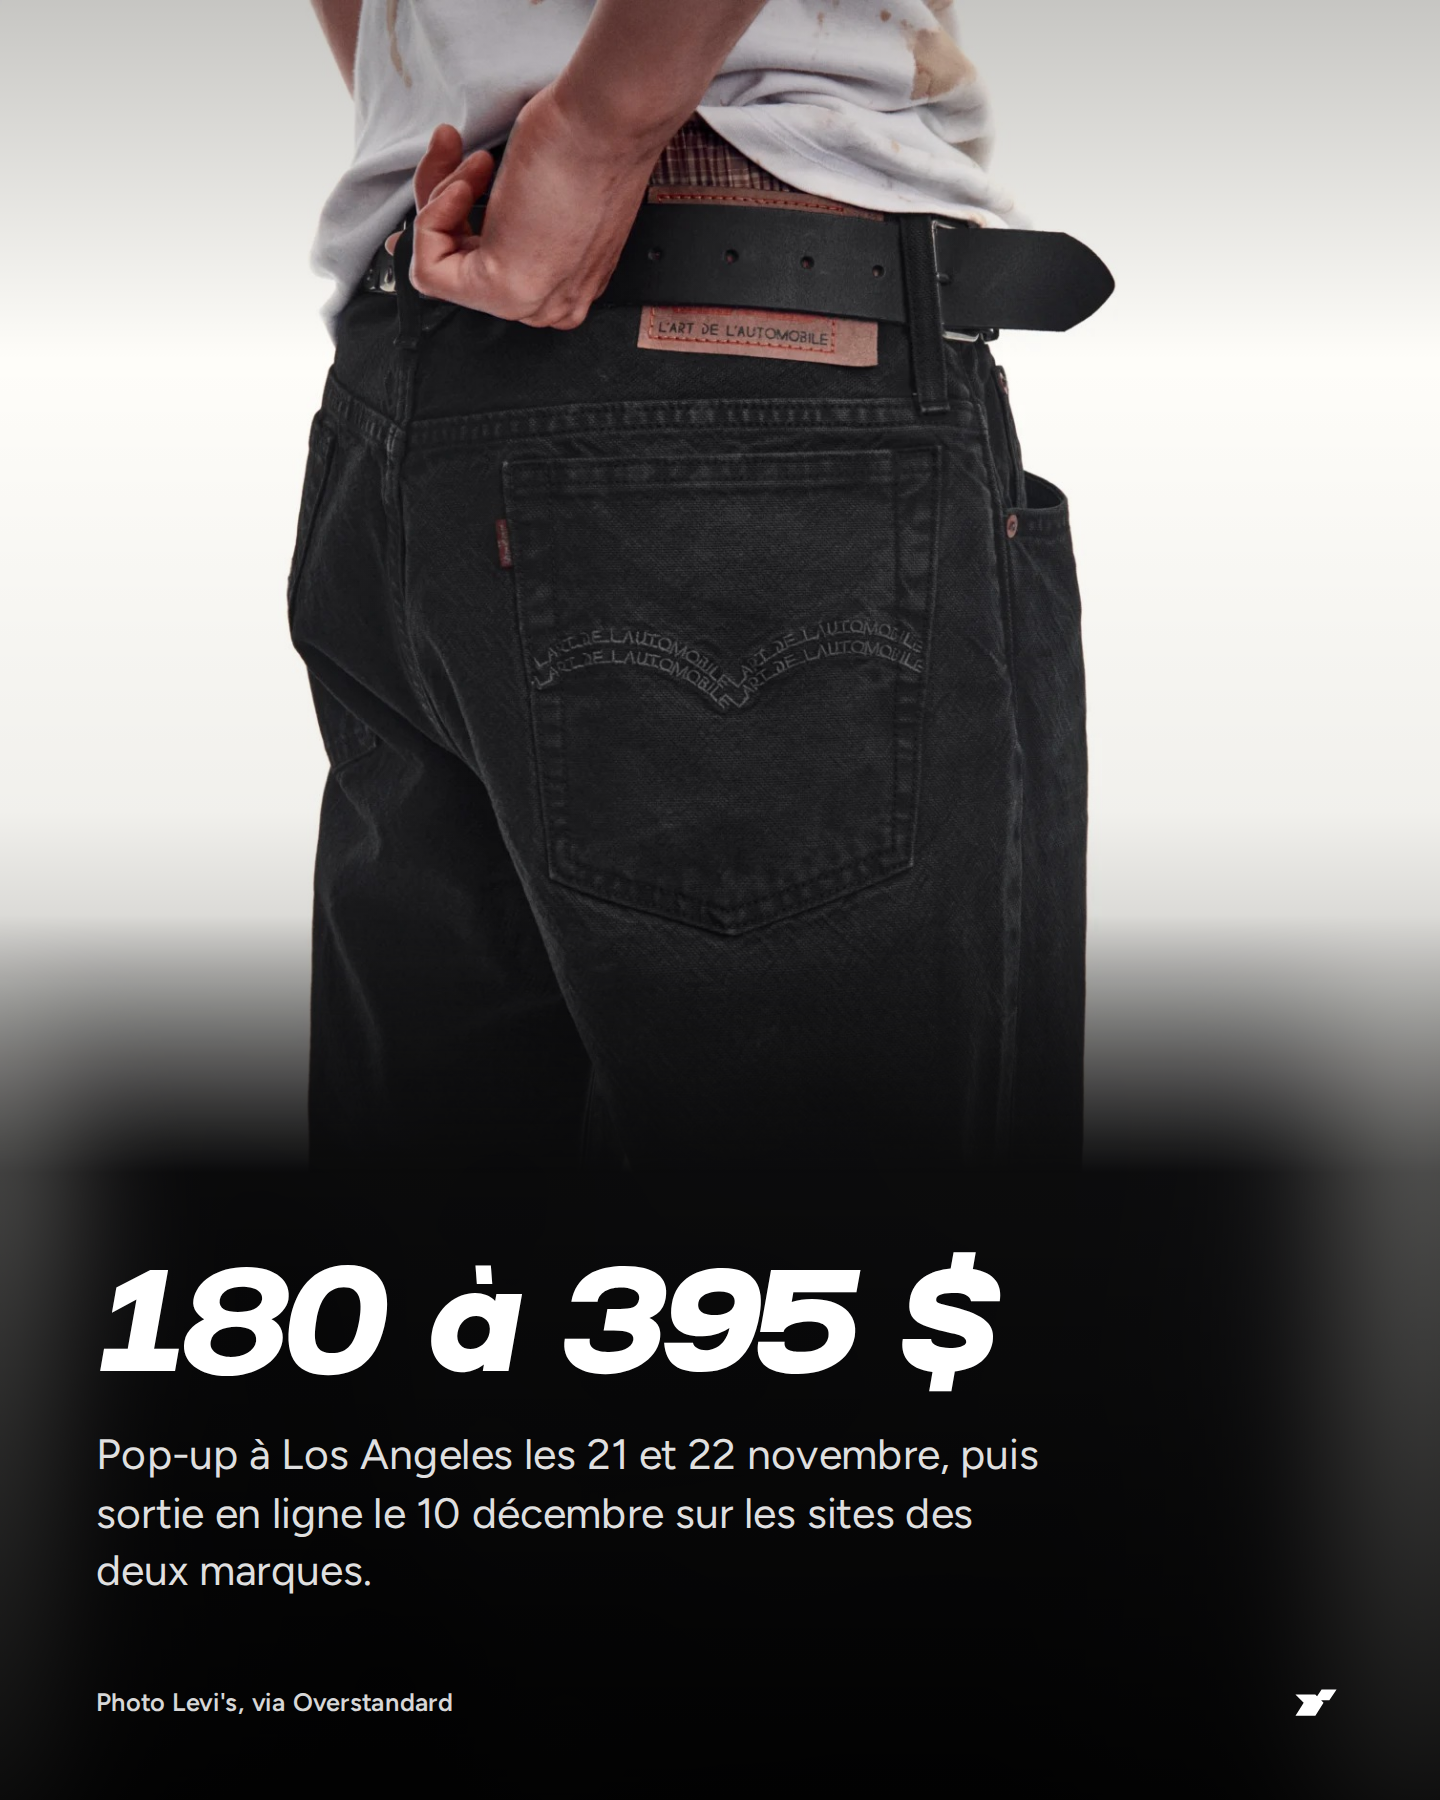 L'ART DE L'AUTOMOBILE
L'ART DE L'AUTOMOBILE L'ART DE L'AUTOMOBILE
L'ART DE L'AUTOMOBILE L'ART DE L'AUTOMOBILE
180 à 395 $
Pop-up à Los Angeles les 21 et 22 novembre, puis
sortie en ligne le 10 décembre sur les sites des
deux marques.
Photo Levi's, via Overstandard